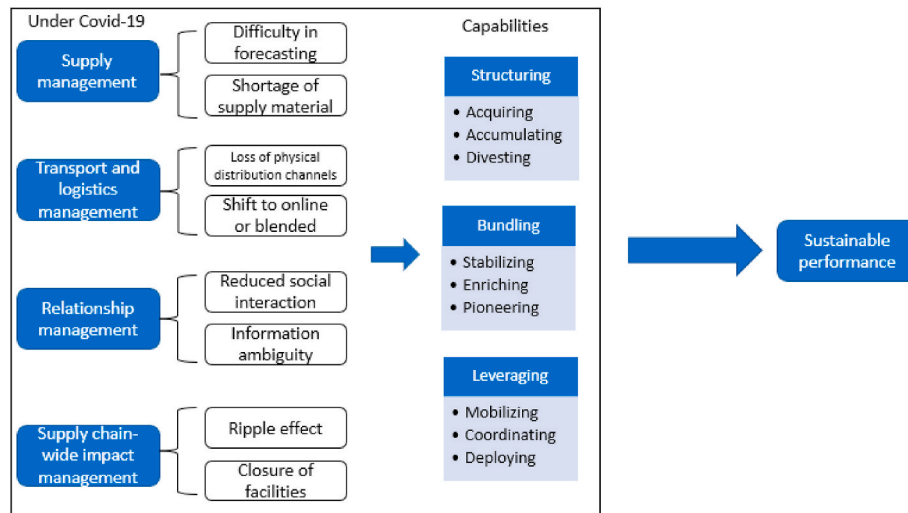 Under Covid-19
Supply
management
Difficulty in
forecasting
Shortage of
supply material
Transport and
logistics
management
Loss of physical
distribution channels
Shift to online
or blended
Relationship
management
Reduced social
interaction
Information
ambiguity
Supply chain-
wide impact
management
Ripple effect
Closure of
facilities
Capabilities
Structuring
• Acquiring
• Accumulating
• Divesting
Bundling
• Stabilizing
• Enriching
• Pioneering
Leveraging
• Mobilizing
• Coordinating
• Deploying
Sustainable
performance